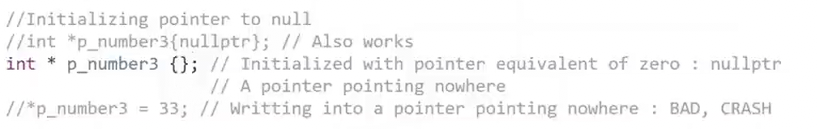 //Initializing pointer to null
//int *p_number3{nullptr}; // Also works
int * p_number3 {}; // Initialized with pointer equivalent of zero : nullptr
// A pointer pointing nowhere
//*p_number3 = 33; // Writting into a pointer pointing nowhere : BAD, CRASH